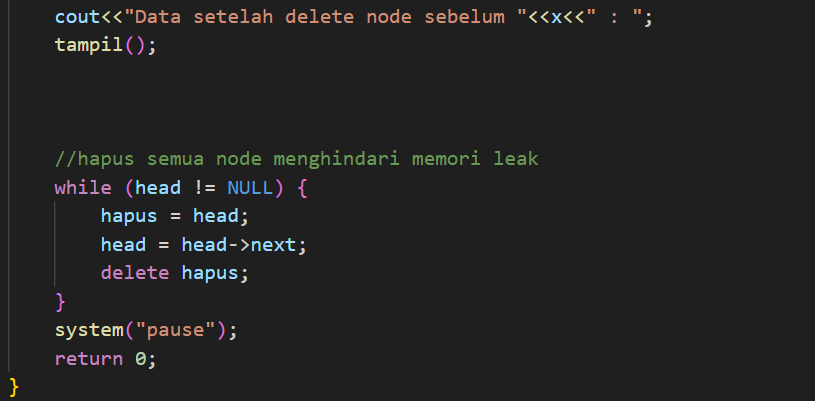 cout<<"Data setelah delete node sebelum "<<x<<" : ";
tampil();
//hapus semua node menghindari memori leak
while (head != NULL) {
hapus = head;
head = head->next;
delete hapus;
}
system("pause");
return 0;
}